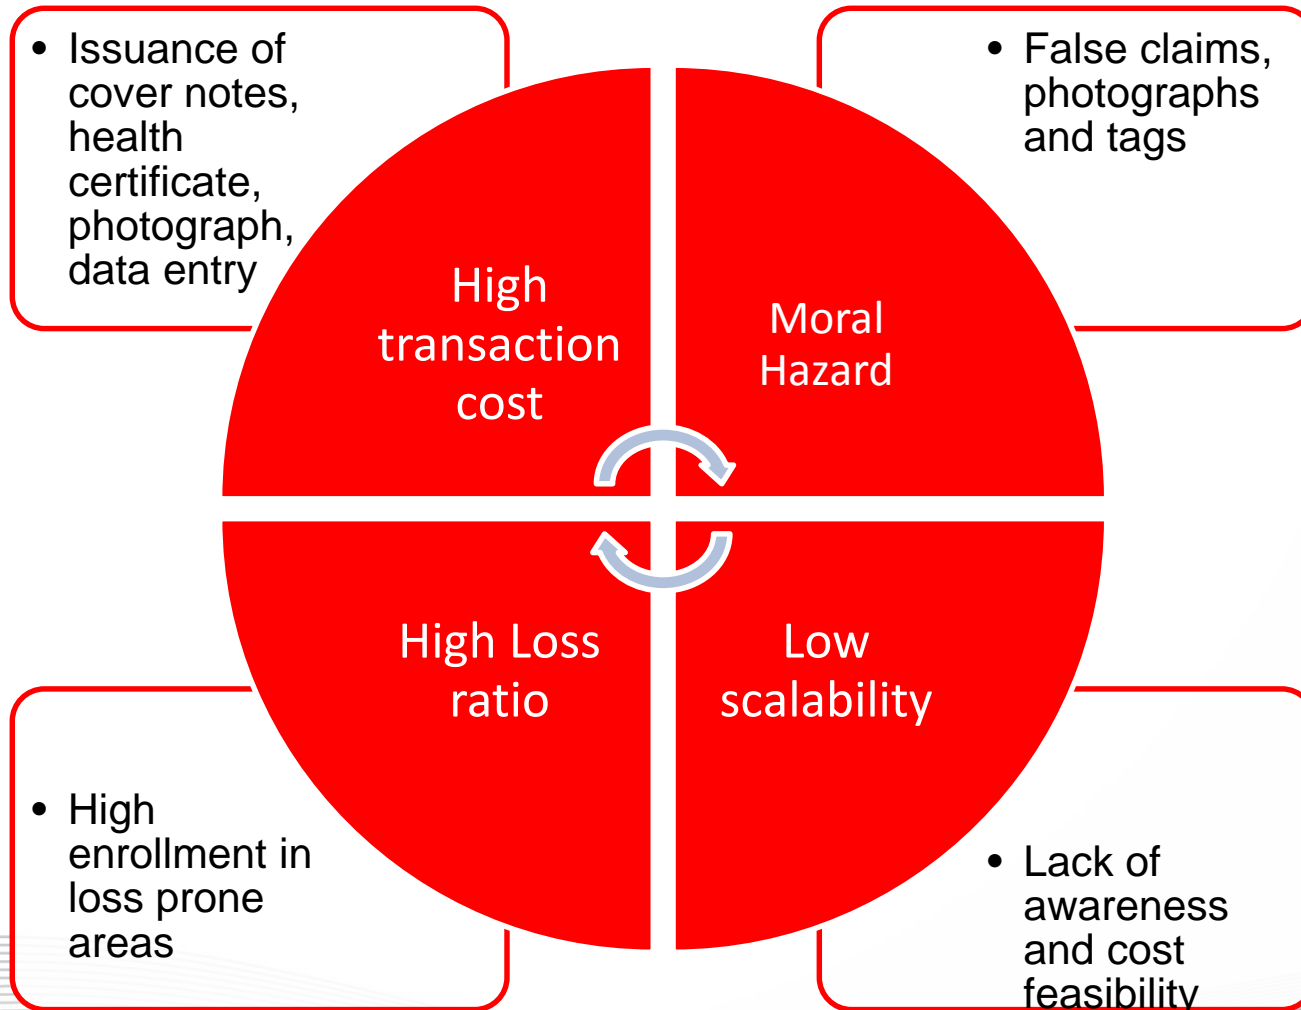 • Issuance of
cover notes,
health
certificate,
photograph,
data entry
• False claims,
photographs
and tags
High
transaction
cost
Moral
Hazard
High Loss
ratio
Low
scalability
• High
enrollment in
loss prone
areas
• Lack of
awareness
and cost
feasibility